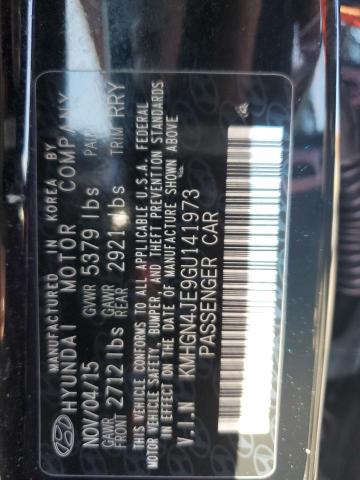 MANUFACTURED IN KOREA BY
HYUNDAI MOTOR COMPANY
NOV/04/15 GVWR 5379 lbs PAINT
GAWR FRONT 2712 lbs GAWR REAR 2921 lbs TRIM RRY
THIS VEHICLE CONFORMS TO ALL APPLICABLE U.S.A. FEDERAL
MOTOR VEHICLE SAFETY, BUMPER, AND THEFT PREVENTION STANDARDS
IN EFFECT ON THE DATE OF MANUFACTURE SHOWN ABOVE
V.I.N KMHGN4JE9GU141973
PASSENGER CAR